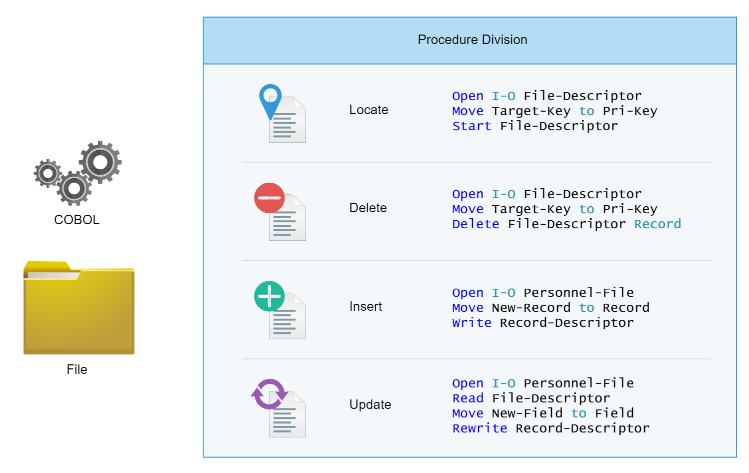 Procedure Division
Locate
Open I-O File-Descriptor
Move Target-Key to Pri-Key
Start File-Descriptor
Delete
Open I-O File-Descriptor
Move Target-Key to Pri-Key
Delete File-Descriptor Record
Insert
Open I-O Personnel-File
Move New-Record to Record
Write Record-Descriptor
Update
Open I-O Personnel-File
Read File-Descriptor
Move New-Field to Field
Rewrite Record-Descriptor
COBOL
File